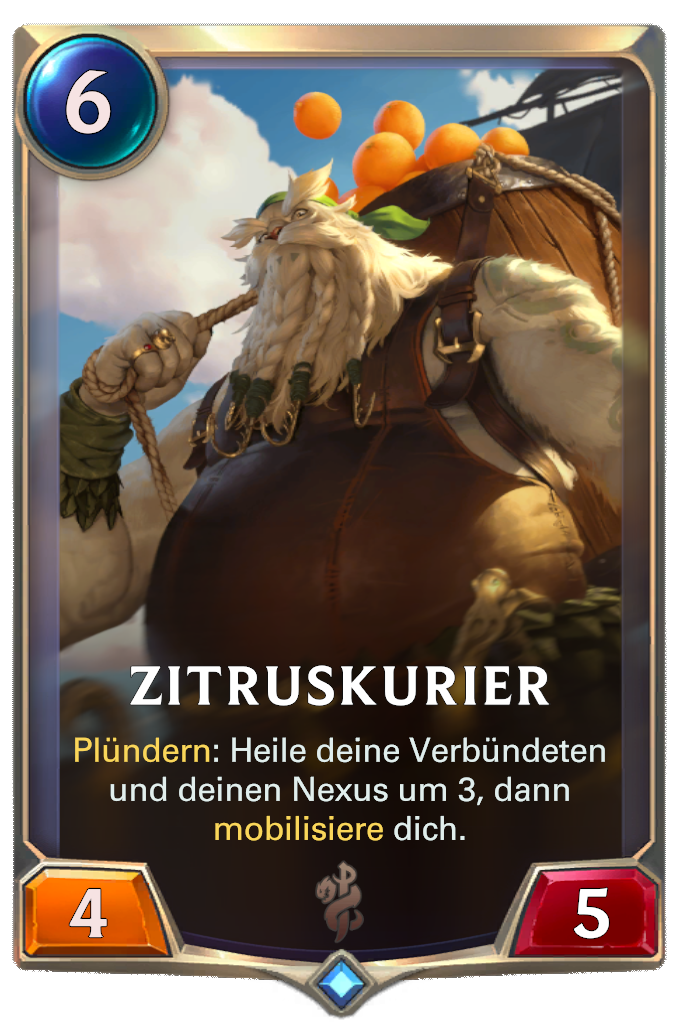 6
ZITRUSKURIER
Plündern: Heile deine Verbündeten
und deinen Nexus um 3, dann
mobilisiere dich.
4
5